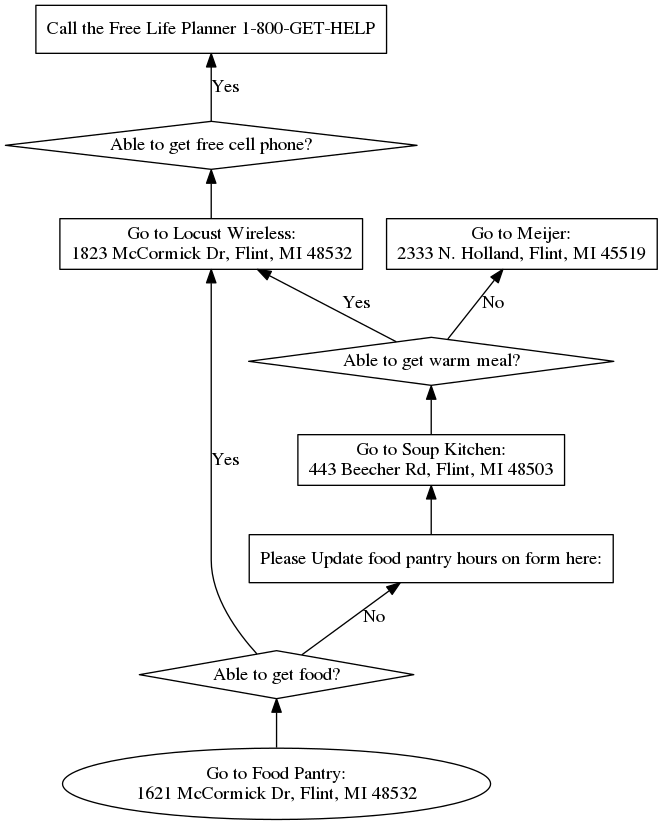 Call the Free Life Planner 1-800-GET-HELP
Yes
Able to get free cell phone?
Go to Locust Wireless:
1823 McCormick Dr, Flint, MI 48532
Go to Meijer:
2333 N. Holland, Flint, MI 45519
Yes
No
Able to get warm meal?
Go to Soup Kitchen:
443 Beecher Rd, Flint, MI 48503
Yes
Please Update food pantry hours on form here:
No
Able to get food?
Go to Food Pantry:
1621 McCormick Dr, Flint, MI 48532